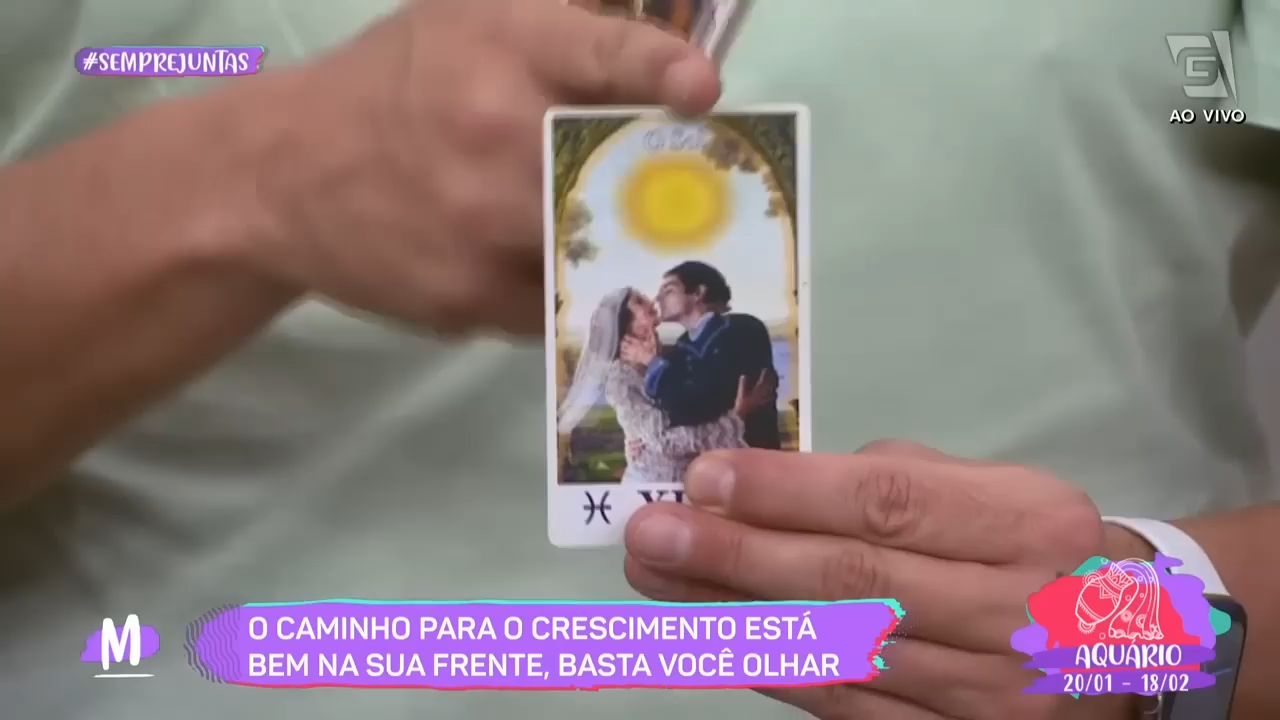 #SEMPREJUNTAS
G
AO VIVO
O SOL
M
O CAMINHO PARA O CRESCIMENTO ESTÁ
BEM NA SUA FRENTE, BASTA VOCÊ OLHAR
AQUÁRIO
20/01 - 18/02